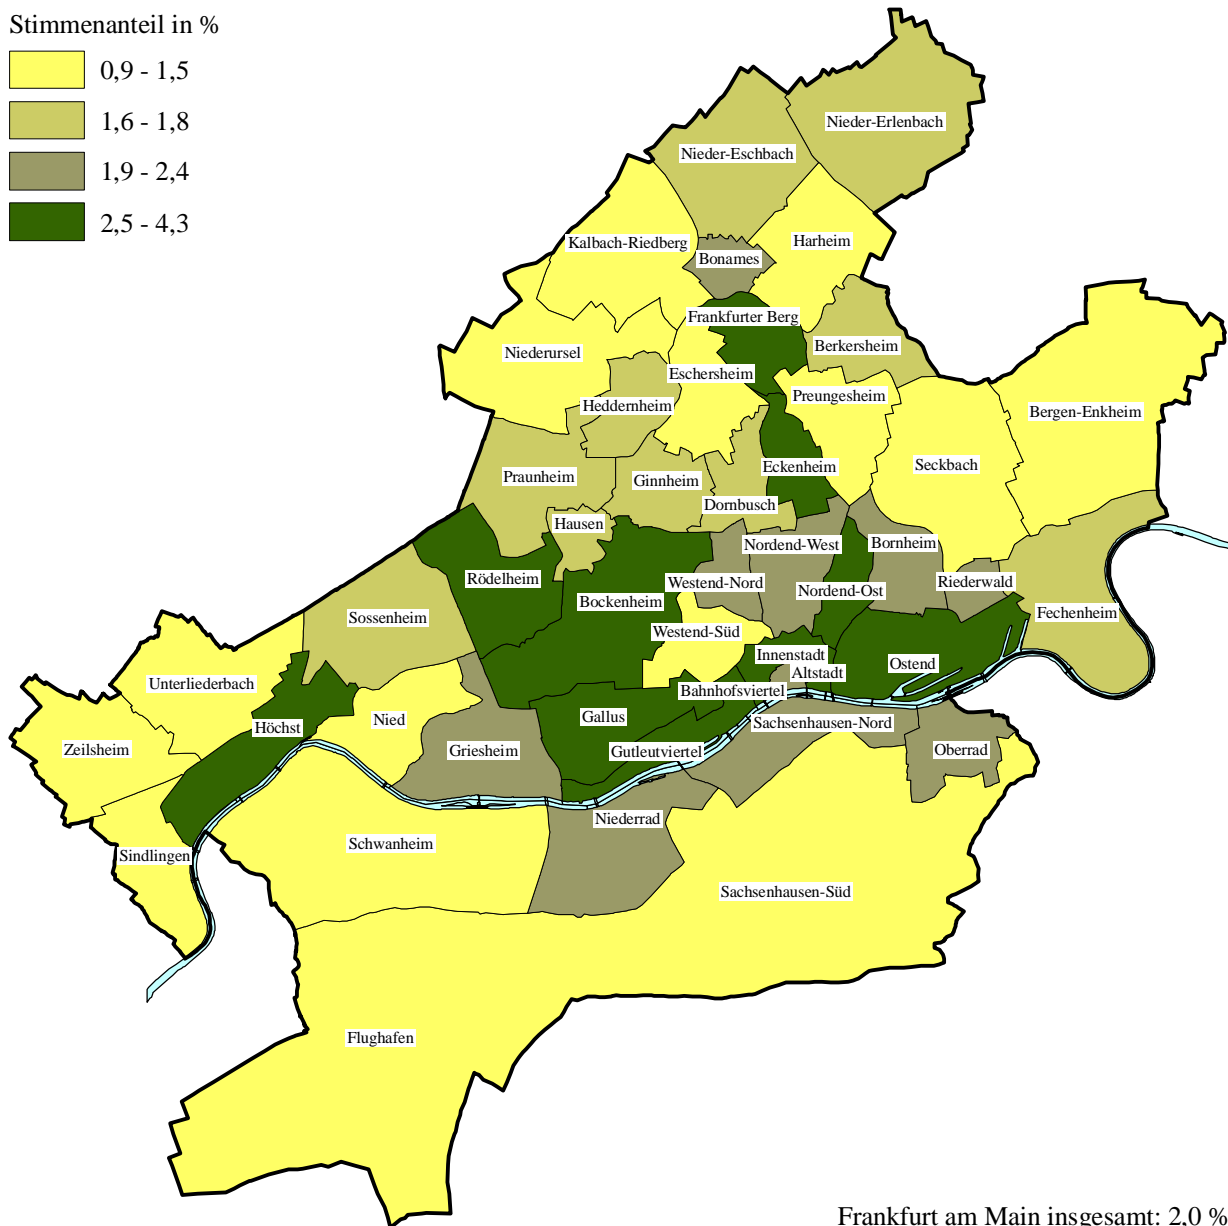 Stimmenanteil in %
0,9 - 1,5
1,6 - 1,8
1,9 - 2,4
2,5 - 4,3
Nieder-Erlenbach
Nieder-Eschbach
Kalbach-Riedberg
Harheim
Bonames
Frankfurter Berg
Berkersheim
Niederursel
Eschersheim
Preungesheim
Heddernheim
Bergen-Enkheim
Seckbach
Eckenheim
Praunheim
Ginnheim
Dornbusch
Hausen
Nordend-West
Bornheim
Rödelheim
Westend-Nord
Riederwald
Nordend-Ost
Bockenheim
Fechenheim
Sossenheim
Westend-Süd
Innenstadt
Ostend
Altstadt
Unterliederbach
Bahnhofsviertel
Gallus
Nied
Sachsenhausen-Nord
Höchst
Zeilsheim
Griesheim
Gutleutviertel
Oberrad
Niederrad
Schwanheim
Sindlingen
Sachsenhausen-Süd
Flughafen
Frankfurt am Main insgesamt: 2,0 %